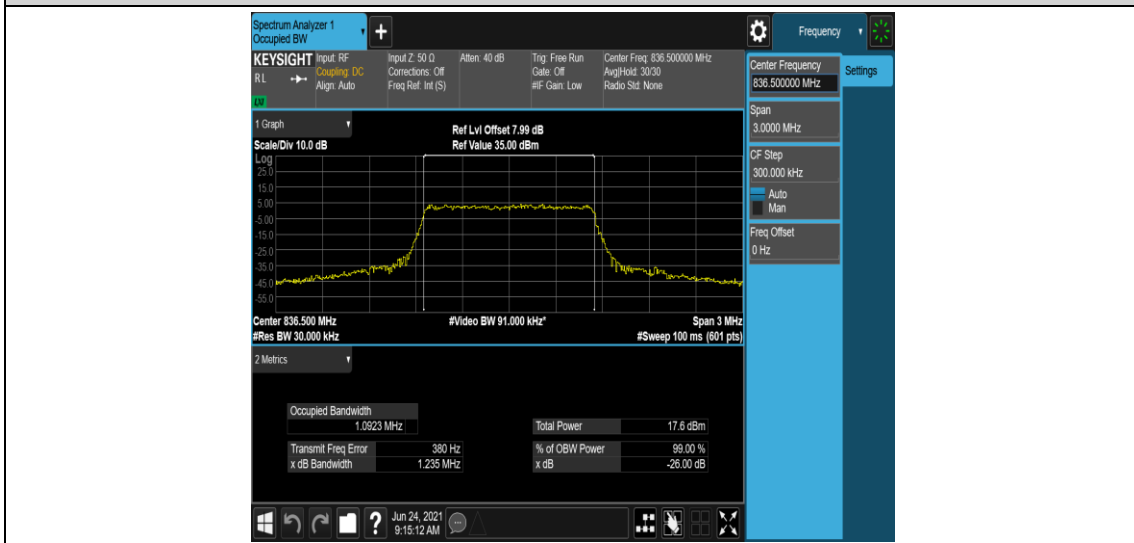 Spectrum Analyzer 1
Occupied BW
+
Frequency
KEYSIGHT
RL
Input: RF
Coupling: DC
Align: Auto
Input Z: 50 Ω
Corrections: Off
Freq Ref: Int (S)
Atten: 40 dB
Trig: Free Run
Gate: Off
#IF Gain: Low
Center Freq: 836.500000 MHz
Avg|Hold: 30/30
Radio Std: None
Center Frequency
836.500000 MHz
Settings
Span
3.0000 MHz
CF Step
300.000 kHz
Auto
Man
Freq Offset
0 Hz
1 Graph
Scale/Div 10.0 dB
Ref Lvl Offset 7.99 dB
Ref Value 35.00 dBm
Log
25.0
15.0
5.00
-5.00
-15.0
-25.0
-35.0
-45.0
-55.0
Center 836.500 MHz
#Video BW 91.000 kHz*
Span 3 MHz
#Res BW 30.000 kHz
#Sweep 100 ms (601 pts)
2 Metrics
Occupied Bandwidth
1.0923 MHz
Total Power 17.6 dBm
Transmit Freq Error 380 Hz
% of OBW Power 99.00 %
x dB Bandwidth 1.235 MHz
x dB -26.00 dB
?
Jun 24, 2021
9:15:12 AM